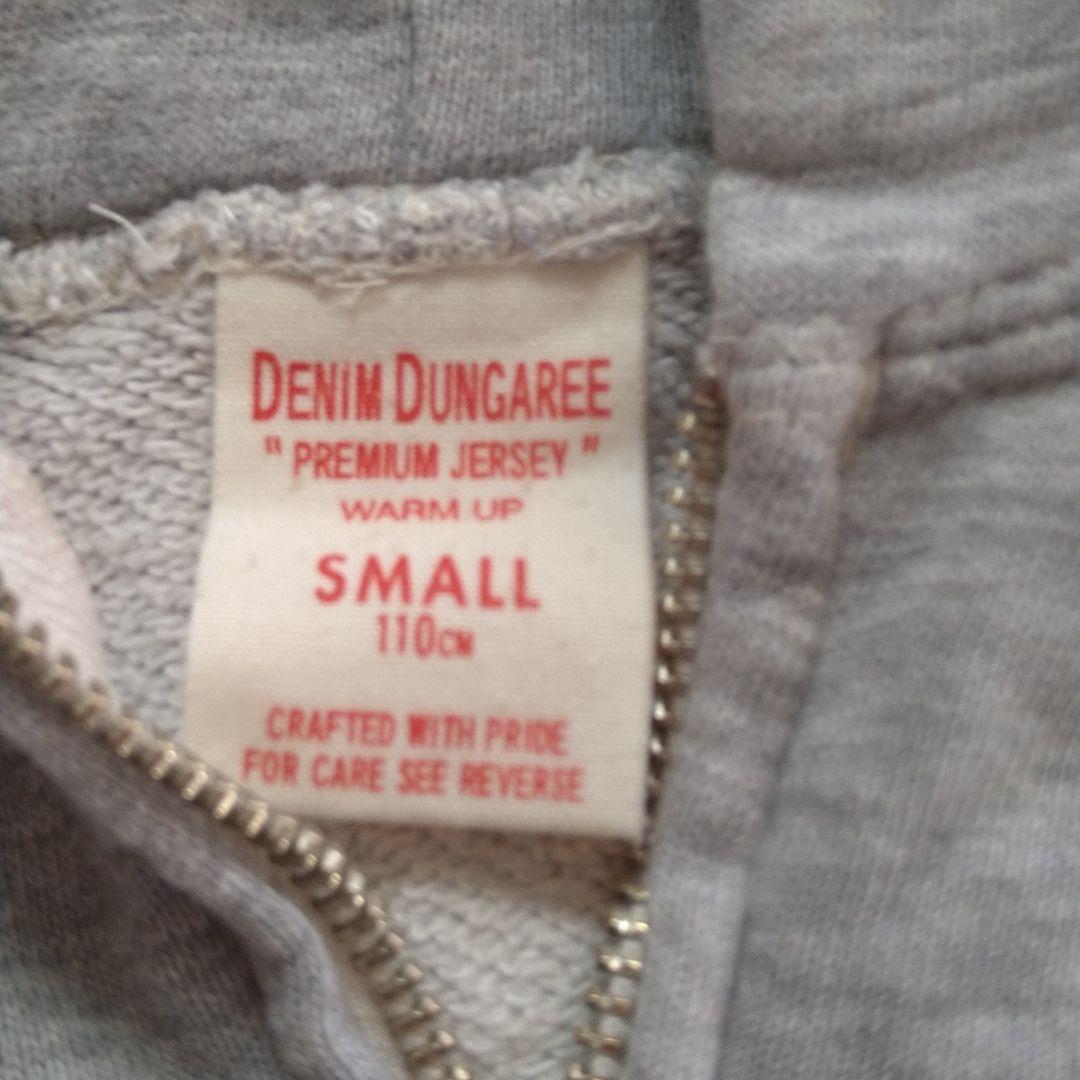 DENIM DUNGAREE
"PREMIUM JERSEY"
WARM UP
SMALL
110CM
CRAFTED WITH PRIDE
FOR CARE SEE REVERSE